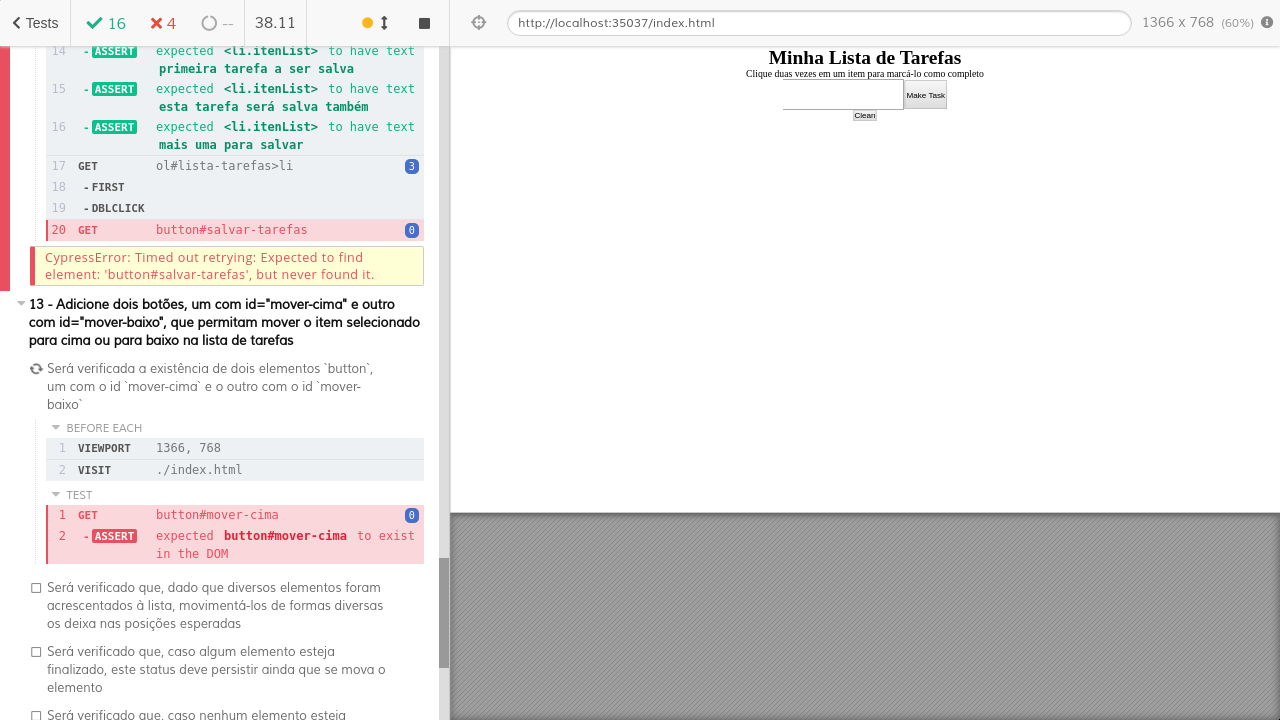 Tests 16 4 -- 38.11 http://localhost:35037/index.html 1366 x 768 (60%)
14 - ASSERT expected <li.itenList> to have text
primeira tarefa a ser salva
15 - ASSERT expected <li.itenList> to have text
esta tarefa será salva também
16 - ASSERT expected <li.itenList> to have text
mais uma para salvar
17 GET ol#lista-tarefas>li 3
18 - FIRST
19 - DBLCLICK
20 GET button#salvar-tarefas 0
CypressError: Timed out retrying: Expected to find
element: 'button#salvar-tarefas', but never found it.
13 - Adicione dois botões, um com id="mover-cima" e outro
com id="mover-baixo", que permitam mover o item selecionado
para cima ou para baixo na lista de tarefas
Será verificada a existência de dois elementos `button`,
um com o id `mover-cima` e o outro com o id `mover-
baixo`
BEFORE EACH
1 VIEWPORT 1366, 768
2 VISIT ./index.html
TEST
1 GET button#mover-cima 0
2 - ASSERT expected button#mover-cima to exist
in the DOM
Será verificado que, dado que diversos elementos foram
acrescentados à lista, movimentá-los de formas diversas
os deixa nas posições esperadas
Será verificado que, caso algum elemento esteja
finalizado, este status deve persistir ainda que se mova o
elemento
Será verificado que, caso nenhum elemento esteja
Minha Lista de Tarefas
Clique duas vezes em um item para marcá-lo como completo
Make Task
Clean